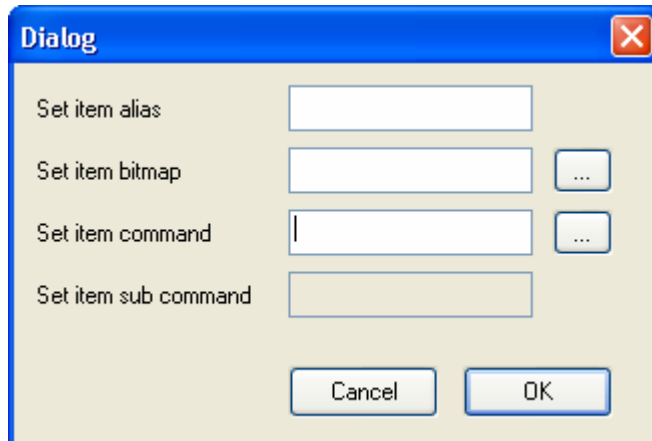 Dialog
Set item alias
Set item bitmap ...
Set item command ...
Set item sub command
Cancel OK